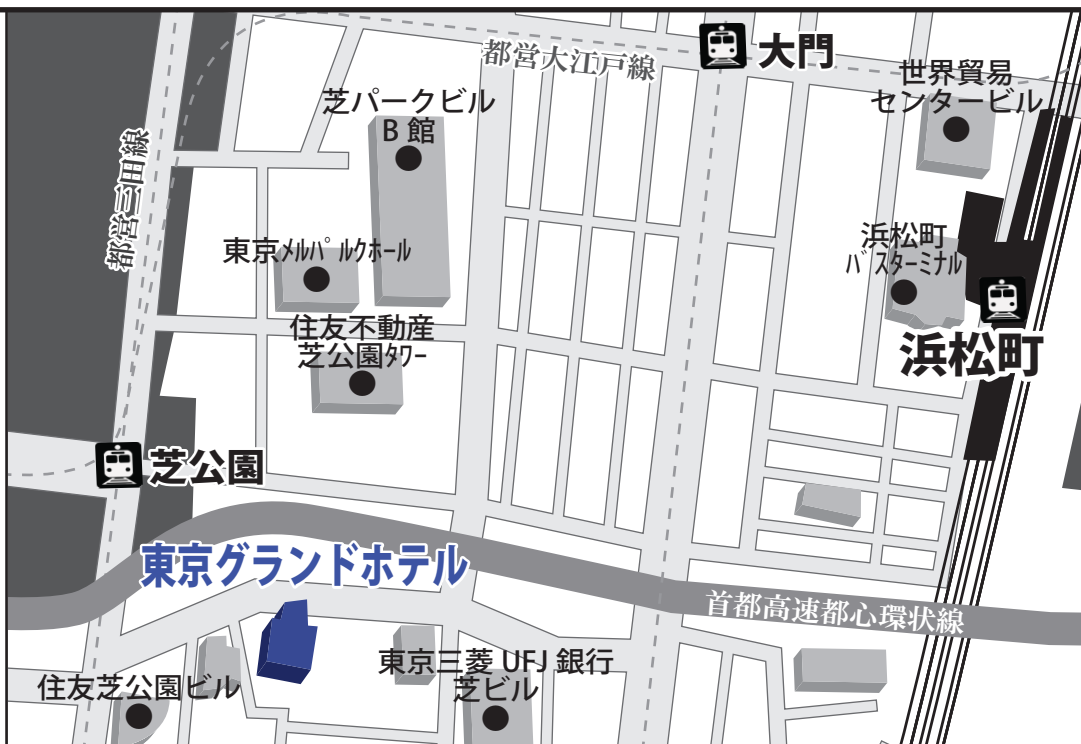 都営大江戸線
大門
世界貿易
センタービル
芝パークビル
B 館
都営三田線
東京メルパルクホール
浜松町
バスターミナル
浜松町
住友不動産
芝公園タワー
芝公園
東京グランドホテル
首都高速都心環状線
東京三菱 UFJ 銀行
芝ビル
住友芝公園ビル